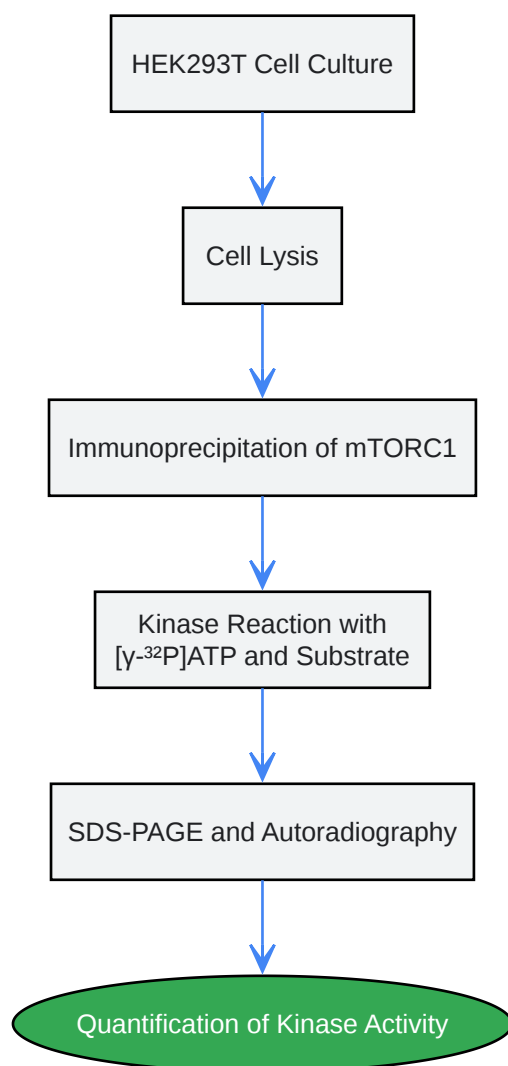 HEK293T Cell Culture
Cell Lysis
Immunoprecipitation of mTORC1
Kinase Reaction with
[γ-³²P]ATP and Substrate
SDS-PAGE and Autoradiography
Quantification of Kinase Activity